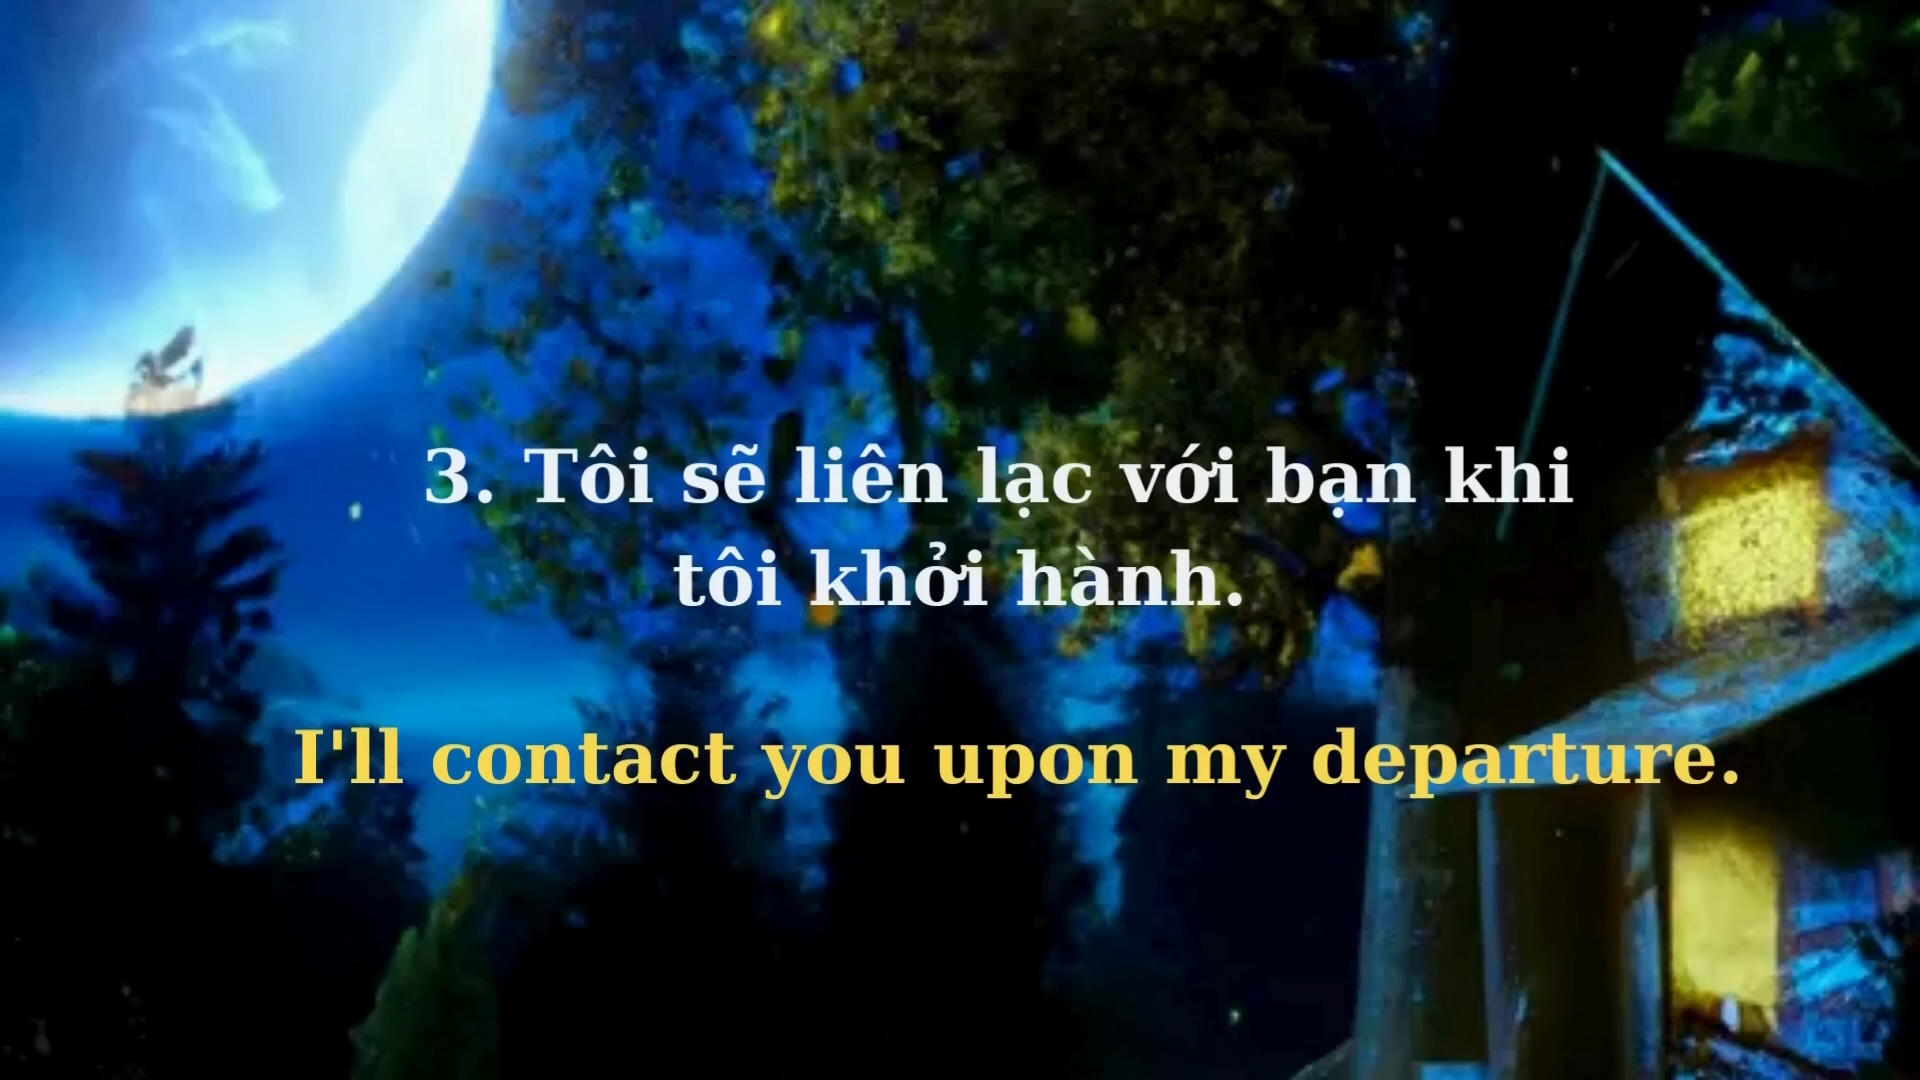 3. Tôi sẽ liên lạc với bạn khi
tôi khởi hành.
I'll contact you upon my departure.